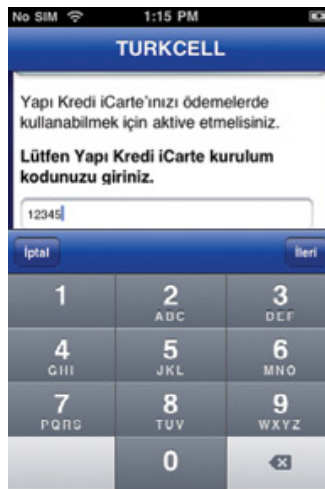 No SIM 1:15 PM
TURKCELL
Yapı Kredi iCarte'ınızı ödemelerde
kullanabilmek için aktive etmelisiniz.
Lütfen Yapı Kredi iCarte kurulum
kodunuzu giriniz.
12345
İptal İleri
1 2 3
ABC DEF
4 5 6
GHI JKL MNO
7 8 9
PQRS TUV WXYZ
0